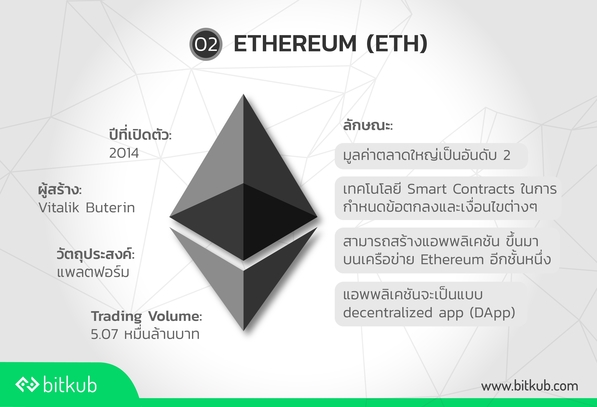 02 ETHEREUM (ETH)
ปีที่เปิดตัว:
2014
ผู้สร้าง:
Vitalik Buterin
วัตถุประสงค์:
แพลตฟอร์ม
Trading Volume:
5.07 หมื่นล้านบาท
ลักษณะ:
มูลค่าตลาดใหญ่เป็นอันดับ 2
เทคโนโลยี Smart Contracts ในการ
กำหนดข้อตกลงและเงื่อนไขต่างๆ
สามารถสร้างแอพพลิเคชัน ขึ้นมา
บนเครือข่าย Ethereum อีกชั้นหนึ่ง
แอพพลิเคชันจะเป็นแบบ
decentralized app (DApp)
bitkub
www.bitkub.com